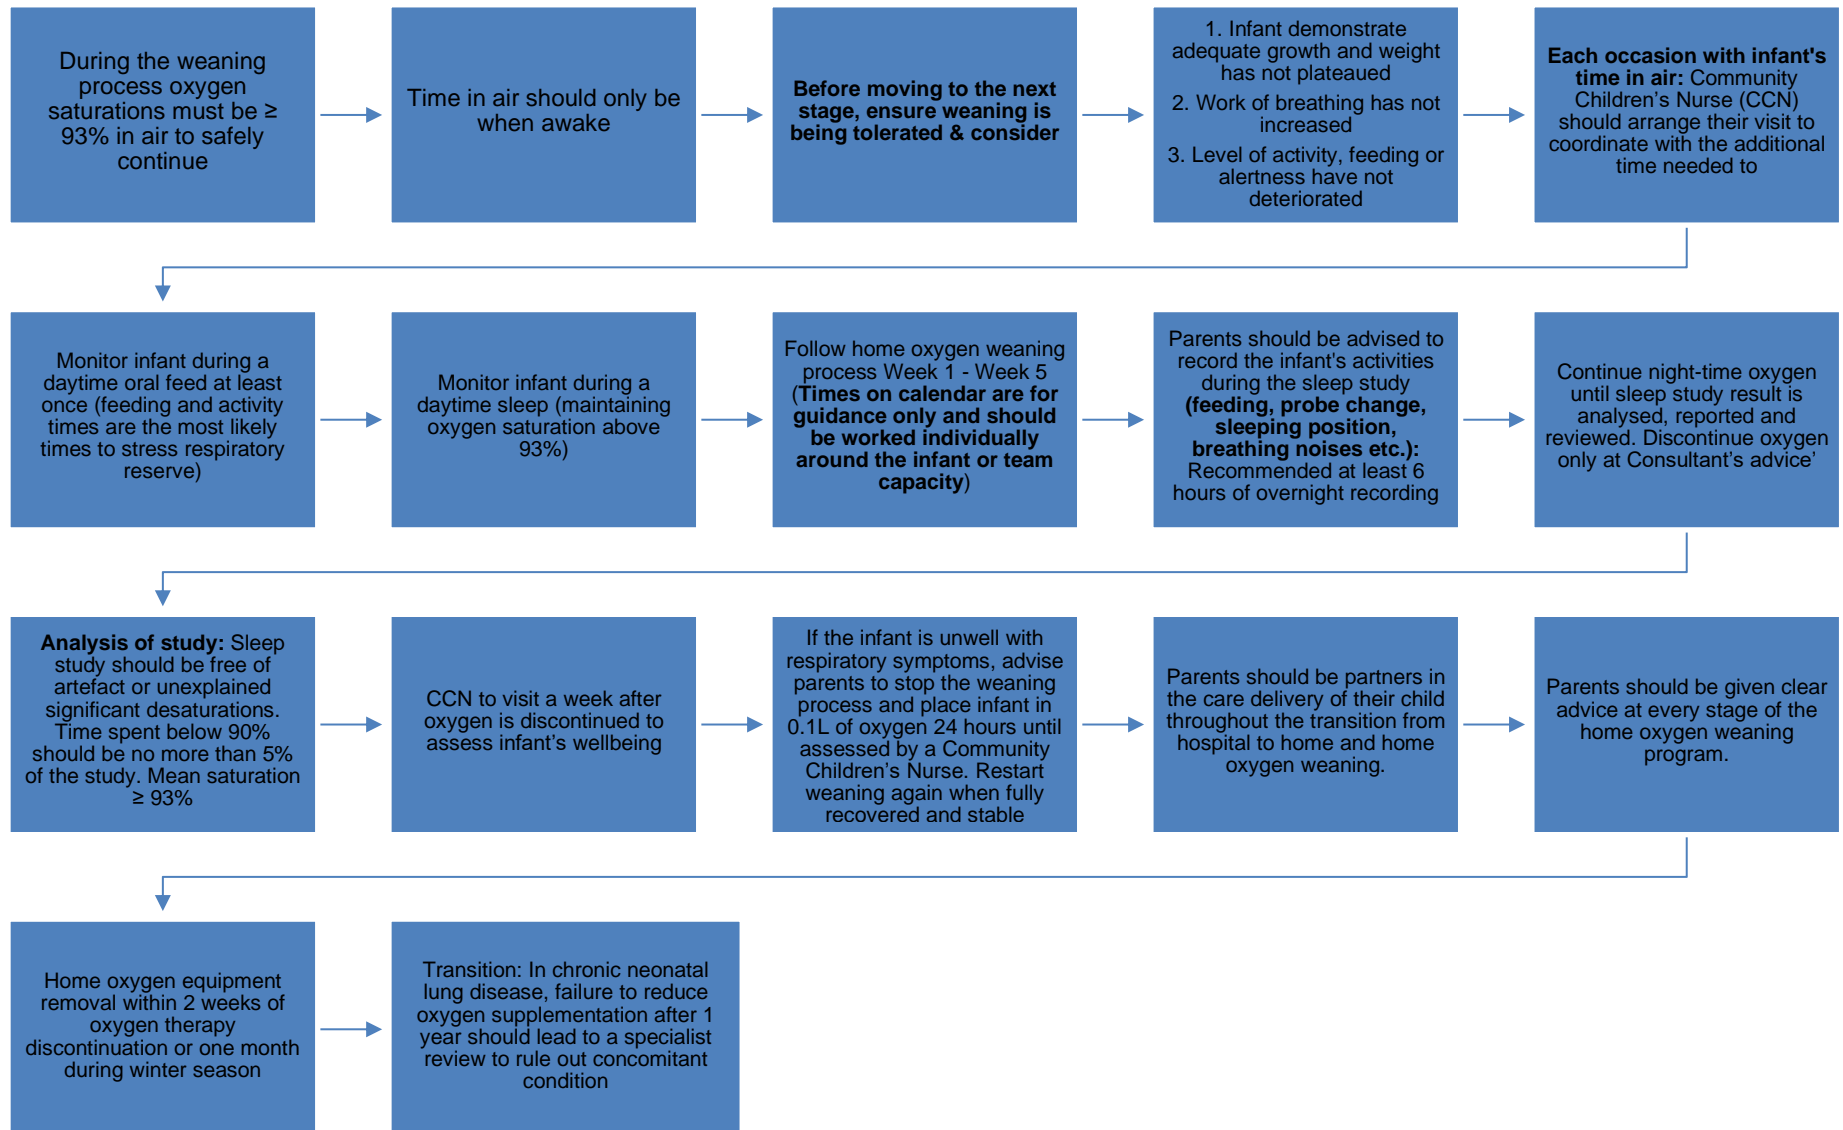 During the weaning
process oxygen
saturations must be ≥
93% in air to safely
continue
Time in air should only be
when awake
Before moving to the next
stage, ensure weaning is
being tolerated & consider
1. Infant demonstrate
adequate growth and weight
has not plateaued
2. Work of breathing has not
increased
3. Level of activity, feeding or
alertness have not
deteriorated
Each occasion with infant's
time in air: Community
Children’s Nurse (CCN)
should arrange their visit to
coordinate with the additional
time needed to
Monitor infant during a
daytime oral feed at least
once (feeding and activity
times are the most likely
times to stress respiratory
reserve)
Monitor infant during a
daytime sleep (maintaining
oxygen saturation above
93%)
Follow home oxygen weaning
process Week 1 - Week 5
(Times on calendar are for
guidance only and should
be worked individually
around the infant or team
capacity)
Parents should be advised to
record the infant's activities
during the sleep study
(feeding, probe change,
sleeping position,
breathing noises etc.):
Recommended at least 6
hours of overnight recording
Continue night-time oxygen
until sleep study result is
analysed, reported and
reviewed. Discontinue oxygen
only at Consultant’s advice’
Analysis of study: Sleep
study should be free of
artefact or unexplained
significant desaturations.
Time spent below 90%
should be no more than 5%
of the study. Mean saturation
≥ 93%
CCN to visit a week after
oxygen is discontinued to
assess infant’s wellbeing
If the infant is unwell with
respiratory symptoms, advise
parents to stop the weaning
process and place infant in
0.1L of oxygen 24 hours until
assessed by a Community
Children’s Nurse. Restart
weaning again when fully
recovered and stable
Parents should be partners in
the care delivery of their child
throughout the transition from
hospital to home and home
oxygen weaning.
Parents should be given clear
advice at every stage of the
home oxygen weaning
program.
Home oxygen equipment
removal within 2 weeks of
oxygen therapy
discontinuation or one month
during winter season
Transition: In chronic neonatal
lung disease, failure to reduce
oxygen supplementation after 1
year should lead to a specialist
review to rule out concomitant
condition